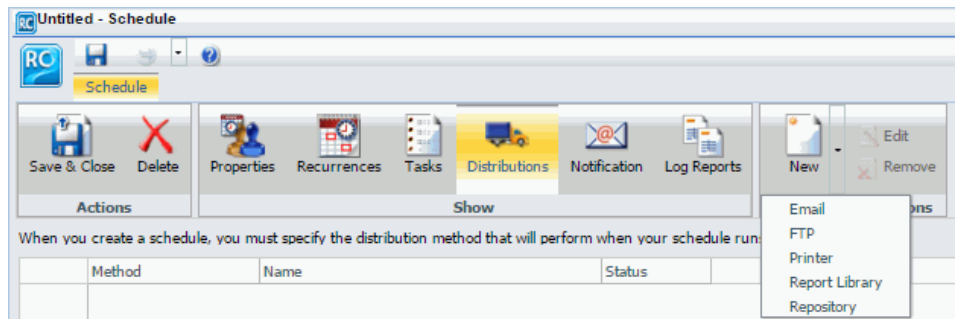 RC Untitled - Schedule
RC
Schedule
Save & Close Delete Properties Recurrences Tasks Distributions Notification Log Reports New Edit
Remove
Actions Show ons
Email
When you create a schedule, you must specify the distribution method that will perform when your schedule runs
FTP
Printer
Method Name Status
Report Library
Repository